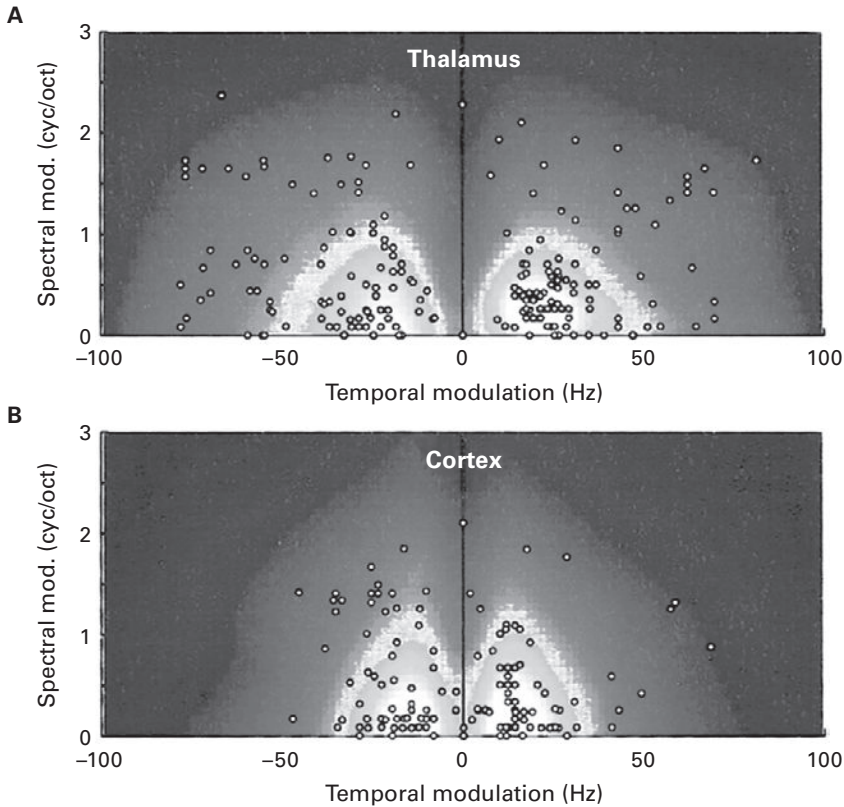 A
Thalamus
Spectral mod. (cyc/oct)
3
2
1
0
−100 −50 0 50 100
Temporal modulation (Hz)
B
Cortex
Spectral mod. (cyc/oct)
3
2
1
0
−100 −50 0 50 100
Temporal modulation (Hz)